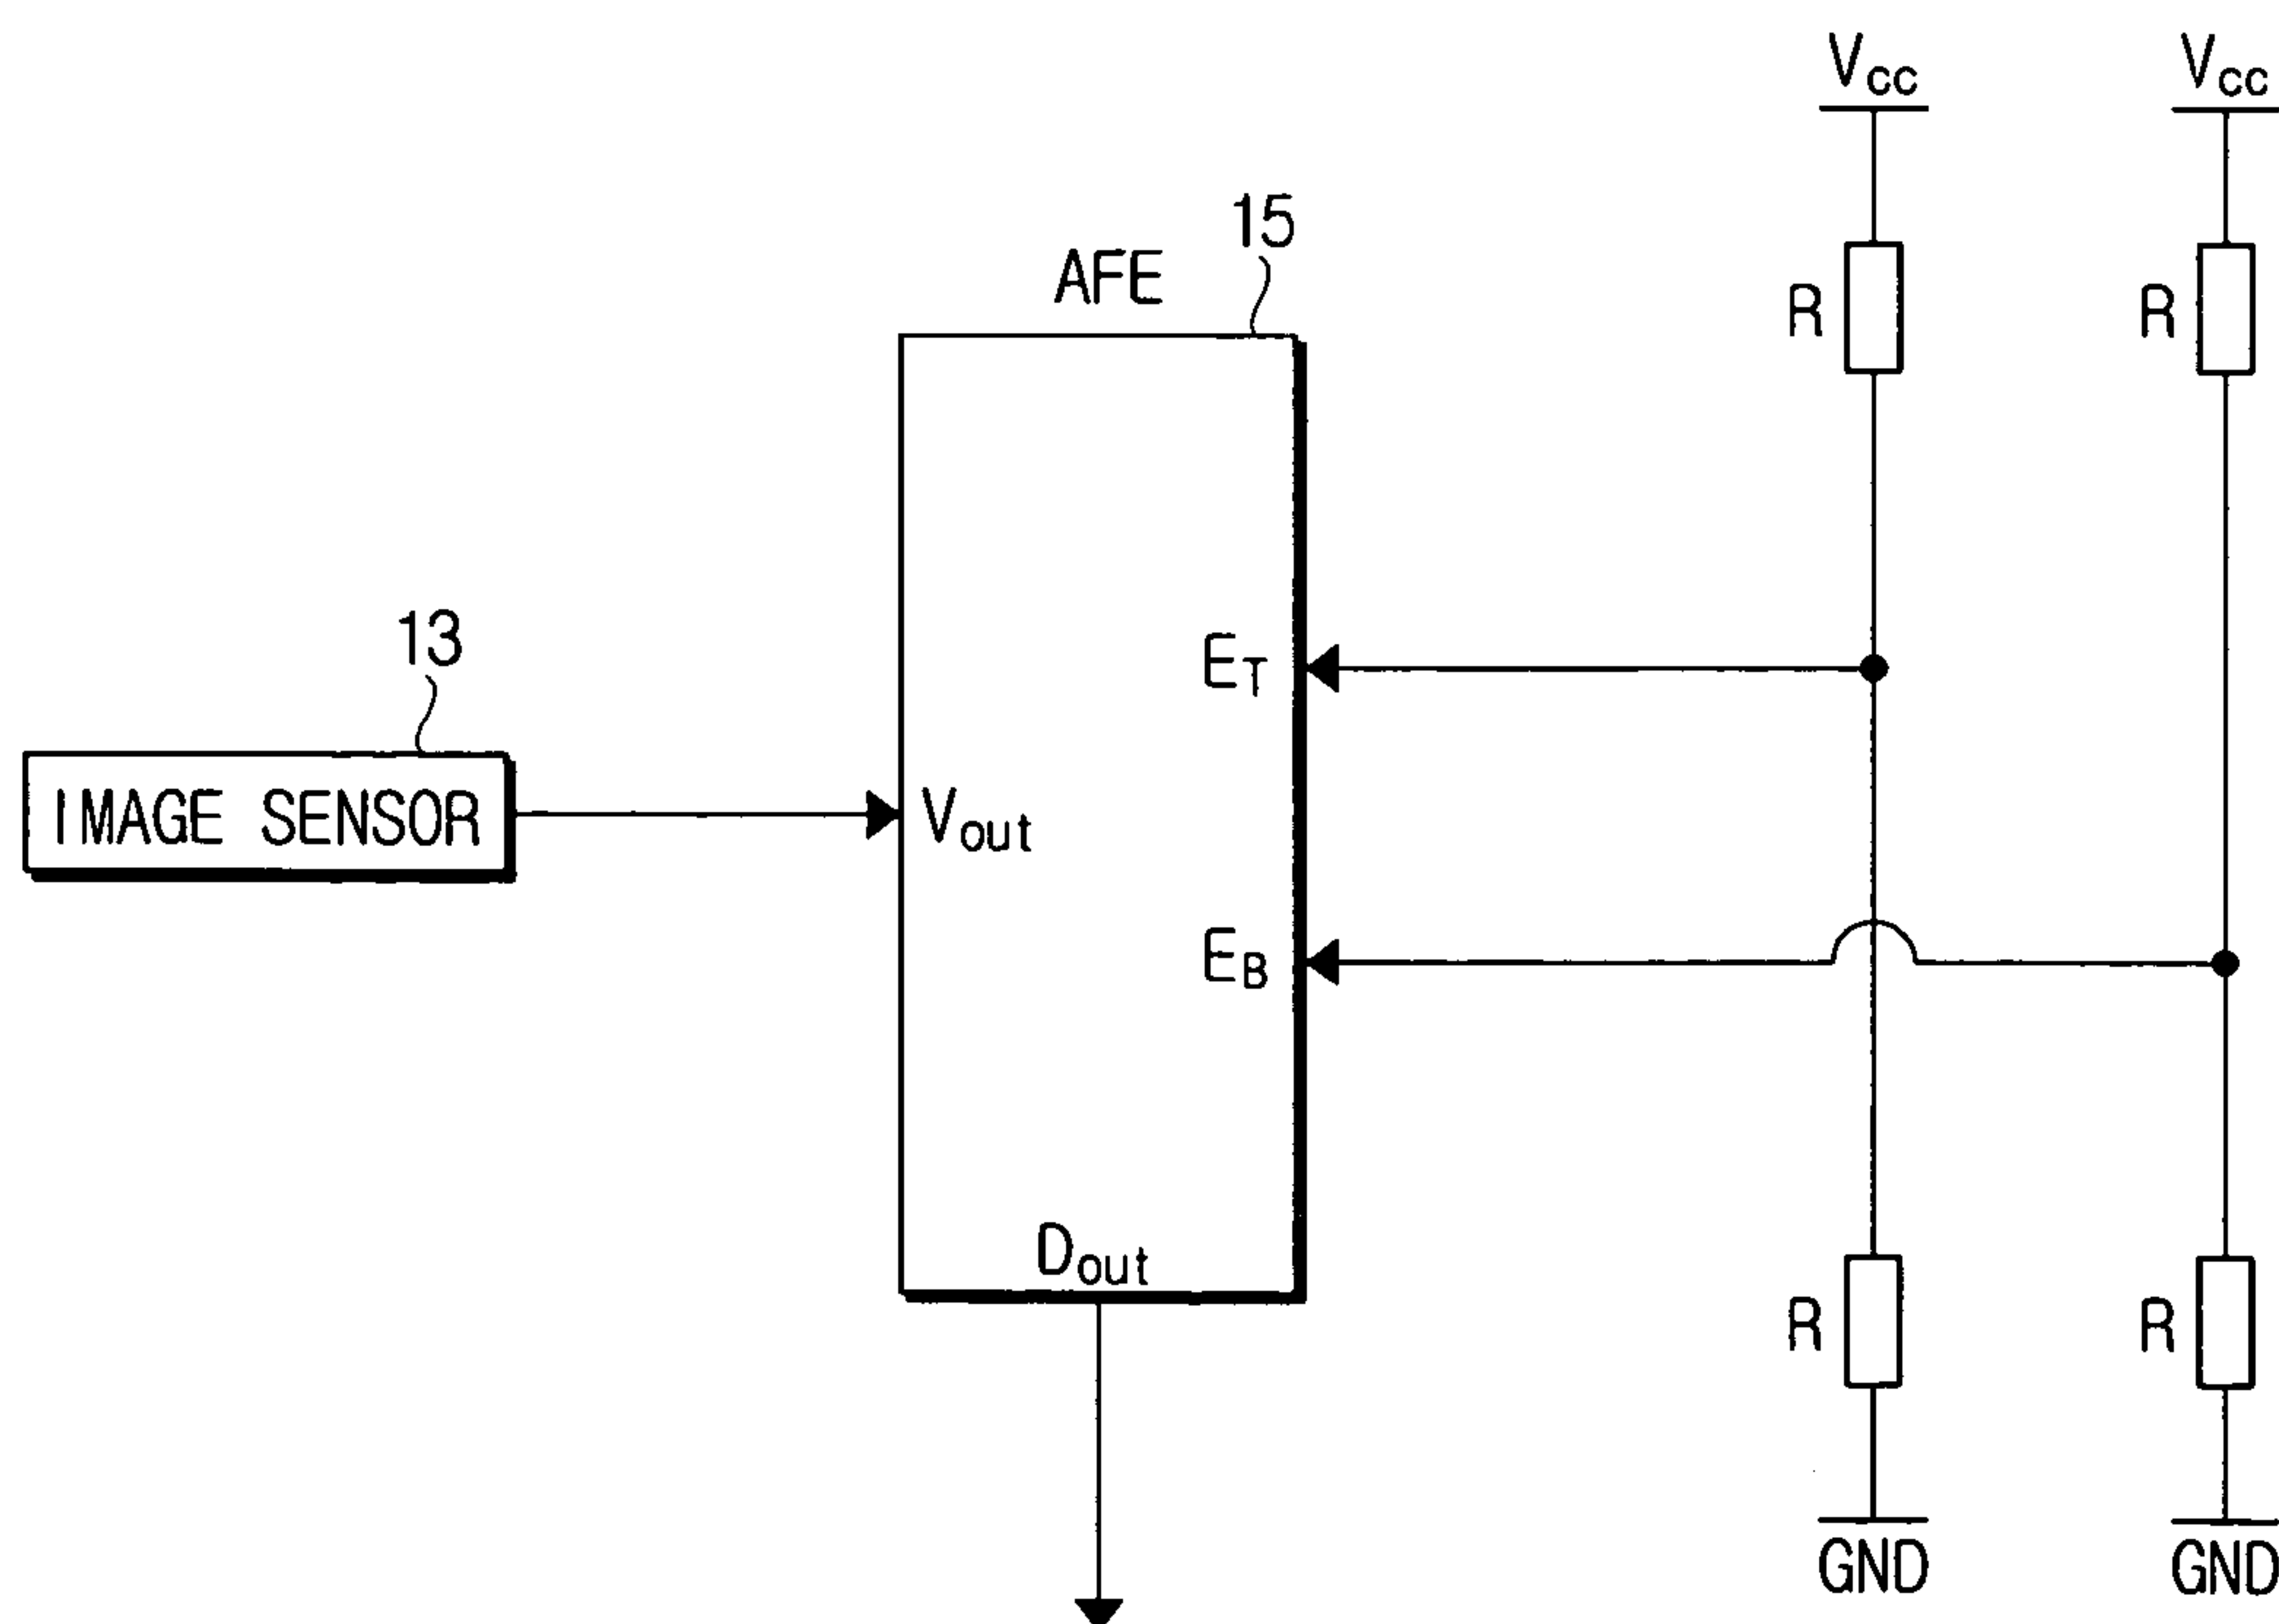 Vcc
Vcc
15
AFE
R
R
13
ET
IMAGE SENSOR
Vout
EB
Dout
R
R
GND
GND